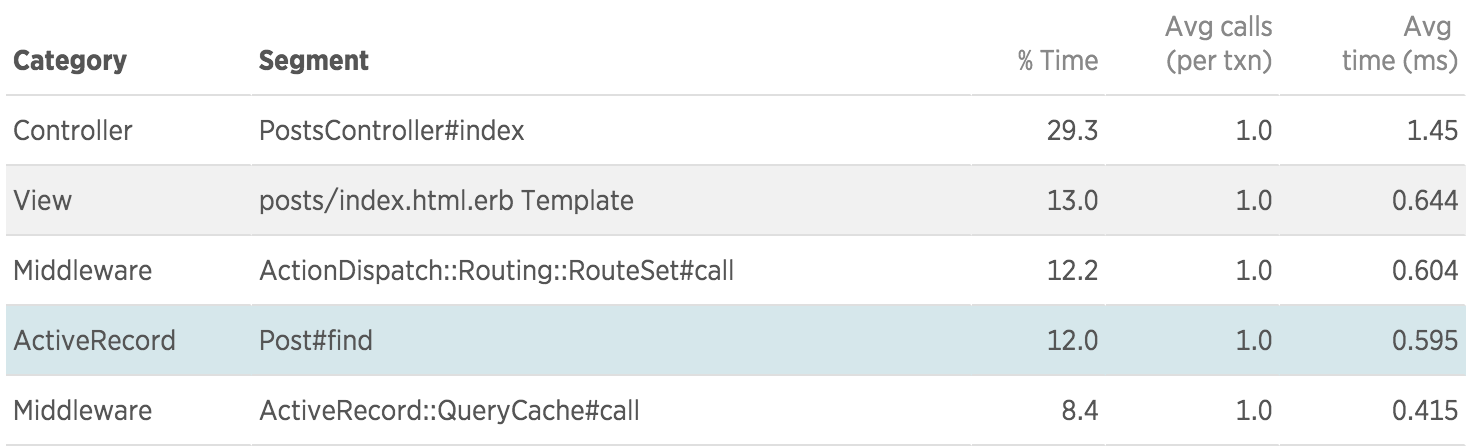 Category Segment % Time Avg calls (per txn) Avg time (ms)
Controller PostsController#index 29.3 1.0 1.45
View posts/index.html.erb Template 13.0 1.0 0.644
Middleware ActionDispatch::Routing::RouteSet#call 12.2 1.0 0.604
ActiveRecord Post#find 12.0 1.0 0.595
Middleware ActiveRecord::QueryCache#call 8.4 1.0 0.415